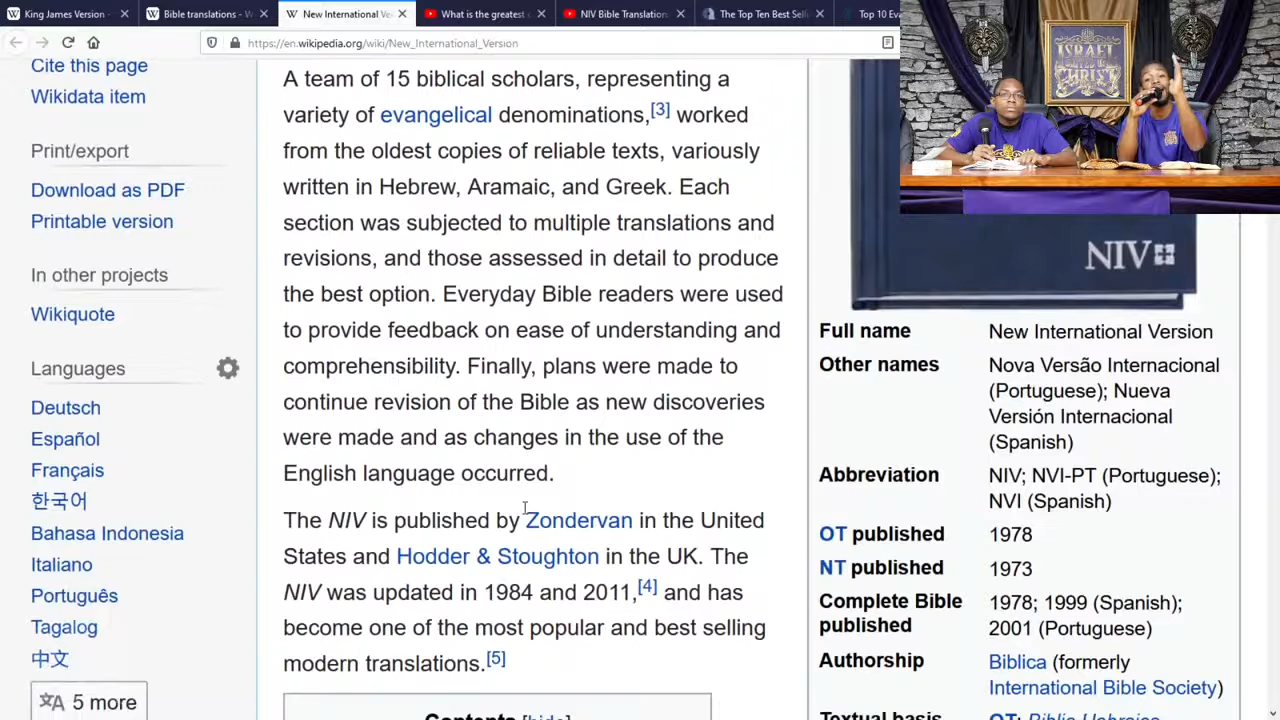 King James Version -
Bible translations - W
New International Ve
What is the greatest
NIV Bible Translation
The Top Ten Best Sell
Top 10 Eva
https://en.wikipedia.org/wiki/New_International_Version
Cite this page
Wikidata item
Print/export
Download as PDF
Printable version
In other projects
Wikiquote
Languages
Deutsch
Español
Français
한국어
Bahasa Indonesia
Italiano
Português
Tagalog
中文
5 more
A team of 15 biblical scholars, representing a
variety of evangelical denominations,[3] worked
from the oldest copies of reliable texts, variously
written in Hebrew, Aramaic, and Greek. Each
section was subjected to multiple translations and
revisions, and those assessed in detail to produce
the best option. Everyday Bible readers were used
to provide feedback on ease of understanding and
comprehensibility. Finally, plans were made to
continue revision of the Bible as new discoveries
were made and as changes in the use of the
English language occurred.
The NIV is published by Zondervan in the United
States and Hodder & Stoughton in the UK. The
NIV was updated in 1984 and 2011,[4] and has
become one of the most popular and best selling
modern translations.[5]
Contents [hide]
ISRAEL
UNITED IN
CHRIST
NIV
Full name New International Version
Other names Nova Versão Internacional
(Portuguese); Nueva
Versión Internacional
(Spanish)
Abbreviation NIV; NVI-PT (Portuguese);
NVI (Spanish)
OT published 1978
NT published 1973
Complete Bible published 1978; 1999 (Spanish);
2001 (Portuguese)
Authorship Biblica (formerly
International Bible Society)
Textual basis OT: Biblia Hebraica